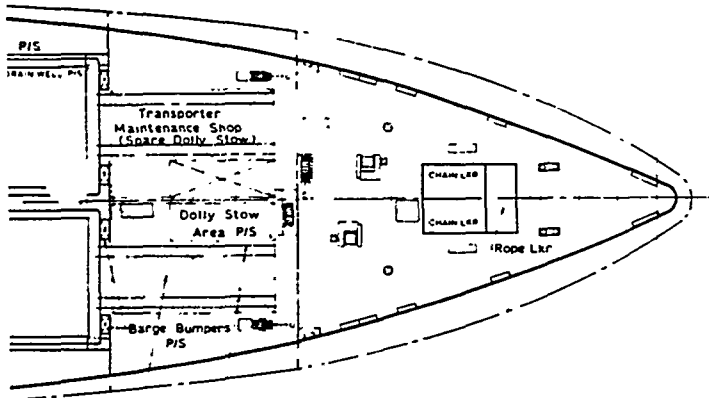 P/S
DRAIN WELL P/S
Transporter
Maintenance Shop
(Spare Dolly Stow)
CHAIN LKR
CHAIN LKR
Dolly Stow
Area P/S
Rope Lkr
Barge Bumpers
P/S